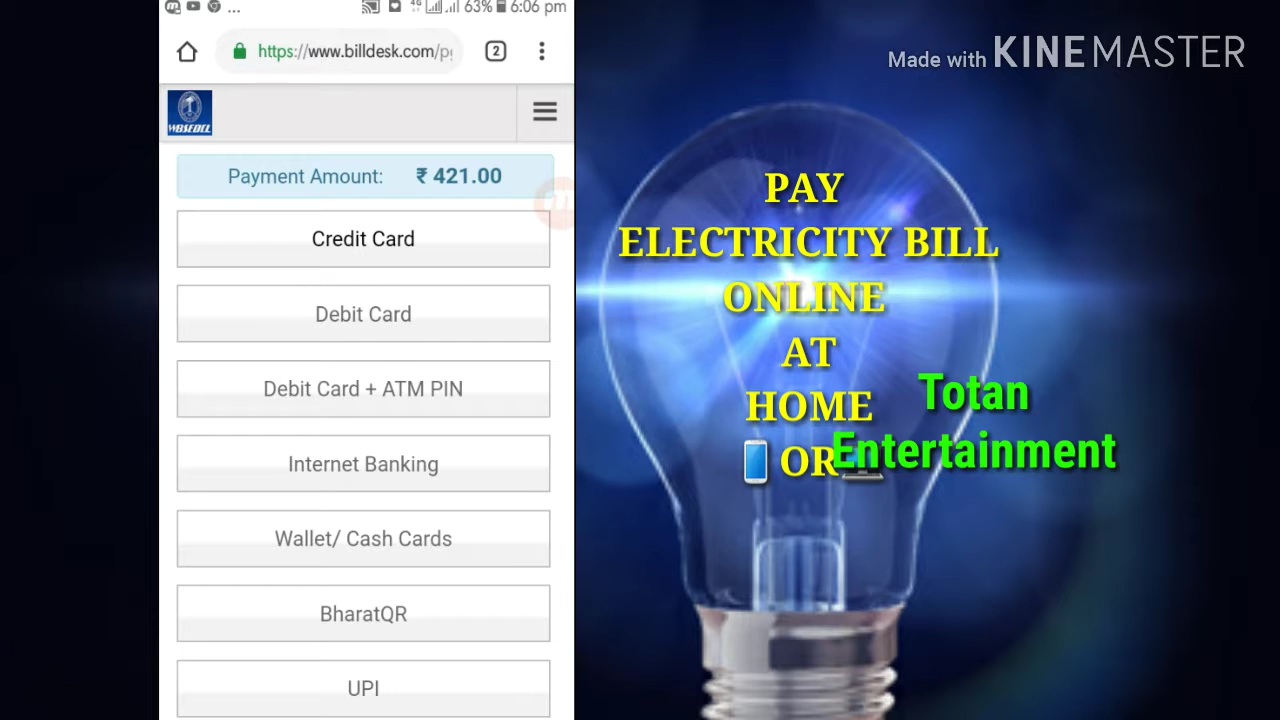 ... 4G 63% 6:06 pm
https://www.billdesk.com/p
2
WBSEDCL
Payment Amount: ₹ 421.00
Credit Card
Debit Card
Debit Card + ATM PIN
Internet Banking
Wallet/ Cash Cards
BharatQR
UPI
Made with KINEMASTER
PAY
ELECTRICITY BILL
ONLINE
AT
HOME
OR
Totan
Entertainment